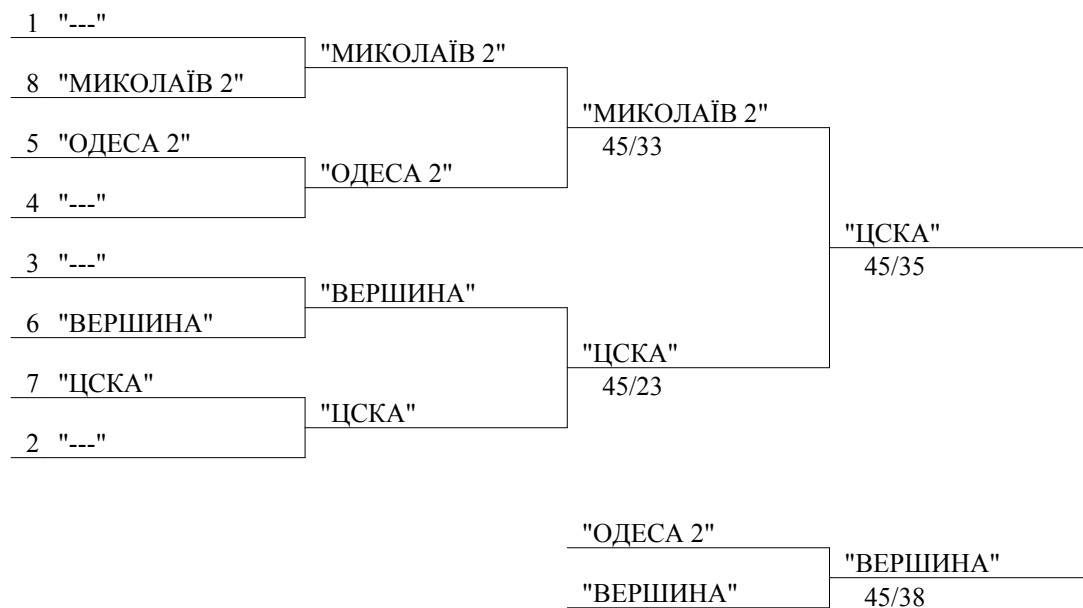 1 "---"
8 "МИКОЛАЇВ 2"
5 "ОДЕСА 2"
4 "---"
3 "---"
6 "ВЕРШИНА"
7 "ЦСКА"
2 "---"
"МИКОЛАЇВ 2"
"ОДЕСА 2"
"ВЕРШИНА"
"ЦСКА"
"МИКОЛАЇВ 2"
45/33
"ЦСКА"
45/23
"ЦСКА"
45/35
"ОДЕСА 2"
"ВЕРШИНА"
"ВЕРШИНА"
45/38